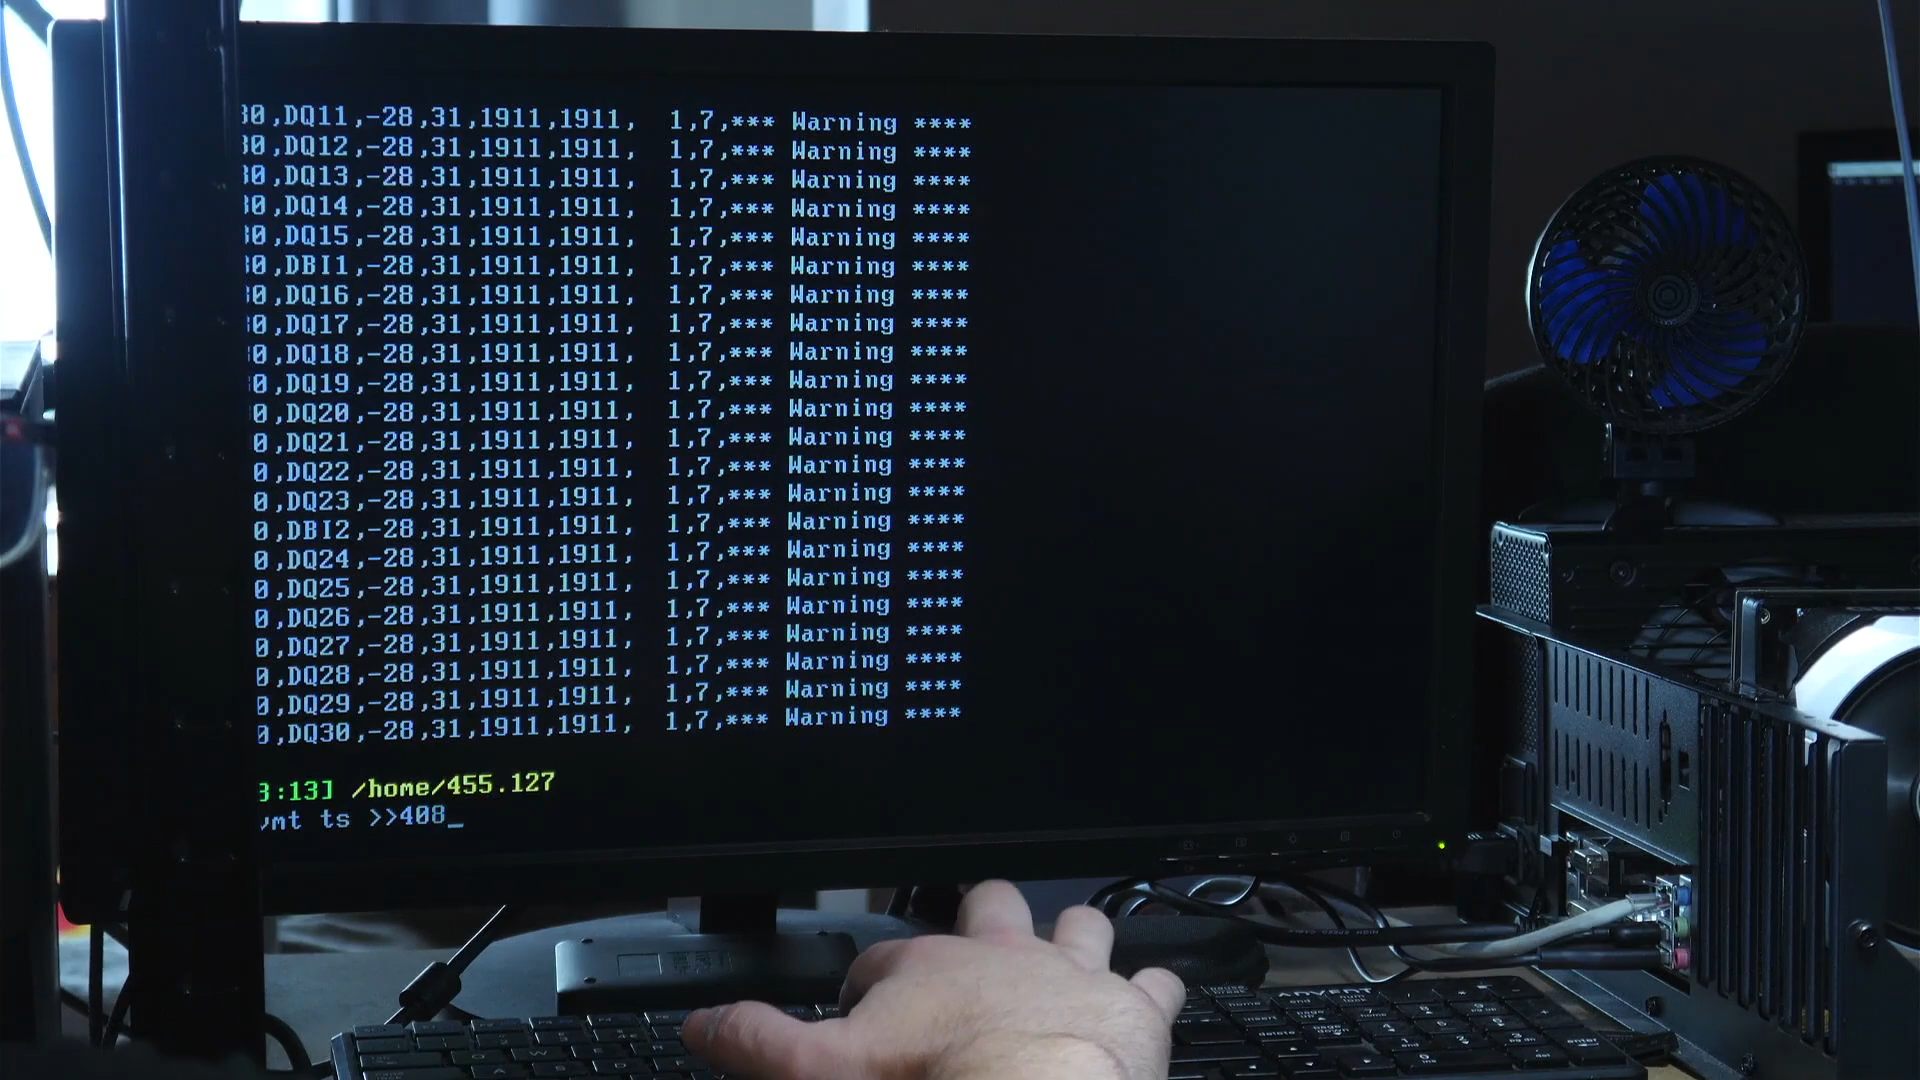 30,DQ11,-28,31,1911,1911,  1,7,*** Warning ****
30,DQ12,-28,31,1911,1911,  1,7,*** Warning ****
30,DQ13,-28,31,1911,1911,  1,7,*** Warning ****
30,DQ14,-28,31,1911,1911,  1,7,*** Warning ****
30,DQ15,-28,31,1911,1911,  1,7,*** Warning ****
30,DBI1,-28,31,1911,1911,  1,7,*** Warning ****
0,DQ16,-28,31,1911,1911,  1,7,*** Warning ****
0,DQ17,-28,31,1911,1911,  1,7,*** Warning ****
0,DQ18,-28,31,1911,1911,  1,7,*** Warning ****
0,DQ19,-28,31,1911,1911,  1,7,*** Warning ****
0,DQ20,-28,31,1911,1911,  1,7,*** Warning ****
0,DQ21,-28,31,1911,1911,  1,7,*** Warning ****
0,DQ22,-28,31,1911,1911,  1,7,*** Warning ****
0,DQ23,-28,31,1911,1911,  1,7,*** Warning ****
0,DBI2,-28,31,1911,1911,  1,7,*** Warning ****
0,DQ24,-28,31,1911,1911,  1,7,*** Warning ****
0,DQ25,-28,31,1911,1911,  1,7,*** Warning ****
0,DQ26,-28,31,1911,1911,  1,7,*** Warning ****
0,DQ27,-28,31,1911,1911,  1,7,*** Warning ****
0,DQ28,-28,31,1911,1911,  1,7,*** Warning ****
0,DQ29,-28,31,1911,1911,  1,7,*** Warning ****
0,DQ30,-28,31,1911,1911,  1,7,*** Warning ****
3:13] /home/455.127
mt ts >>408_
ADVENT